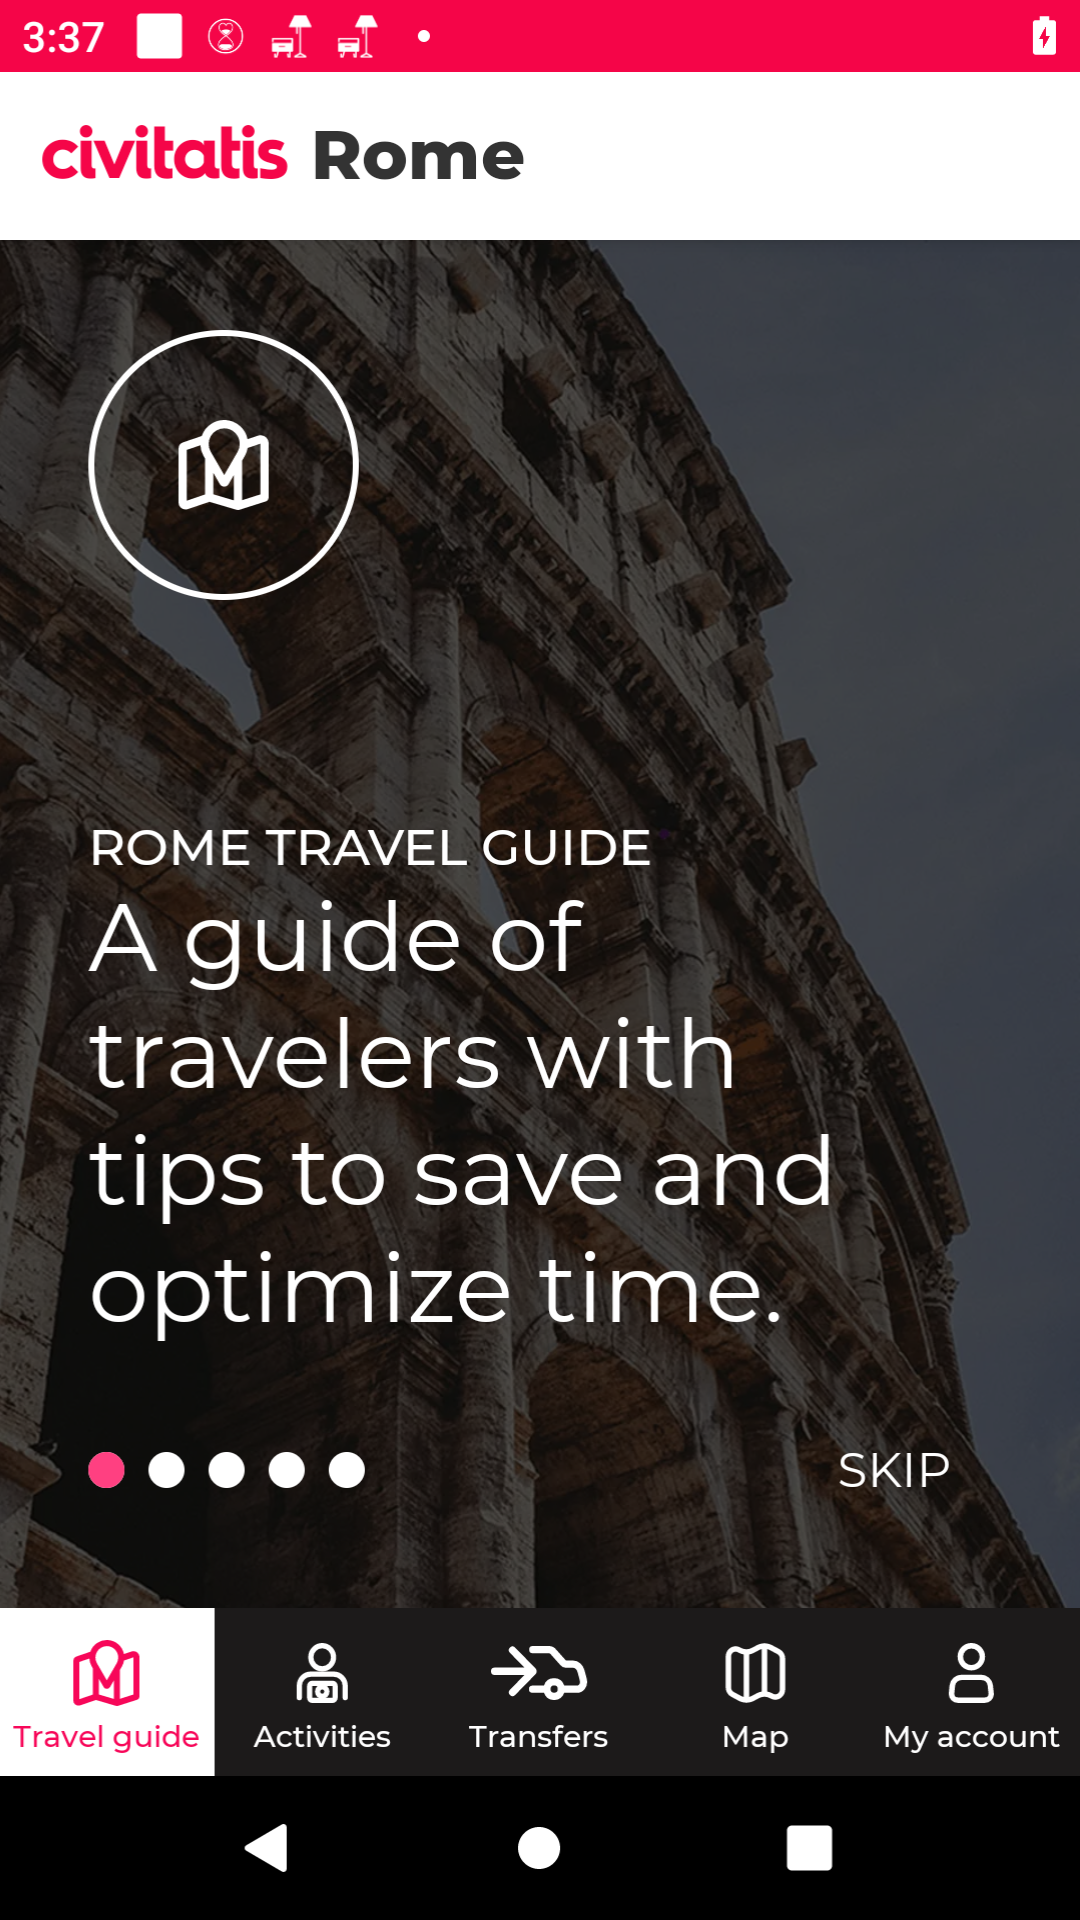 3:37
civitatis Rome
ROME TRAVEL GUIDE
A guide of
travelers with
tips to save and
optimize time.
SKIP
Travel guide
Activities
Transfers
Map
My account